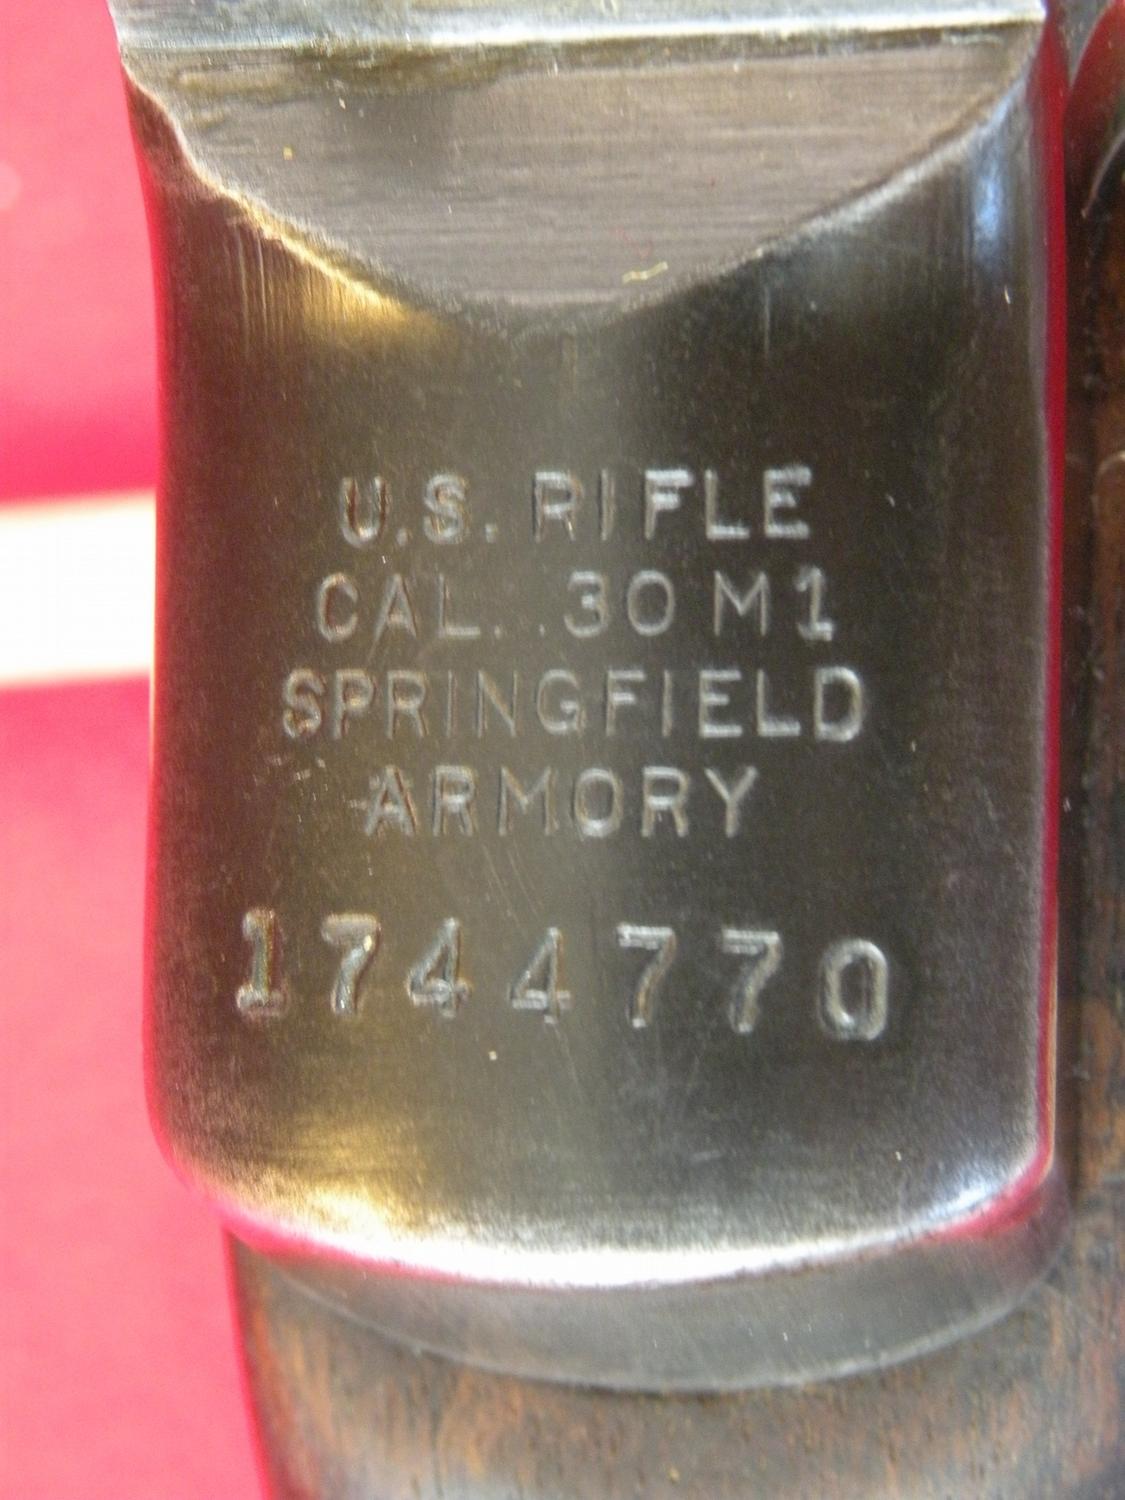 U.S. RIFLE
CAL. .30 M1
SPRINGFIELD
ARMORY
1744770